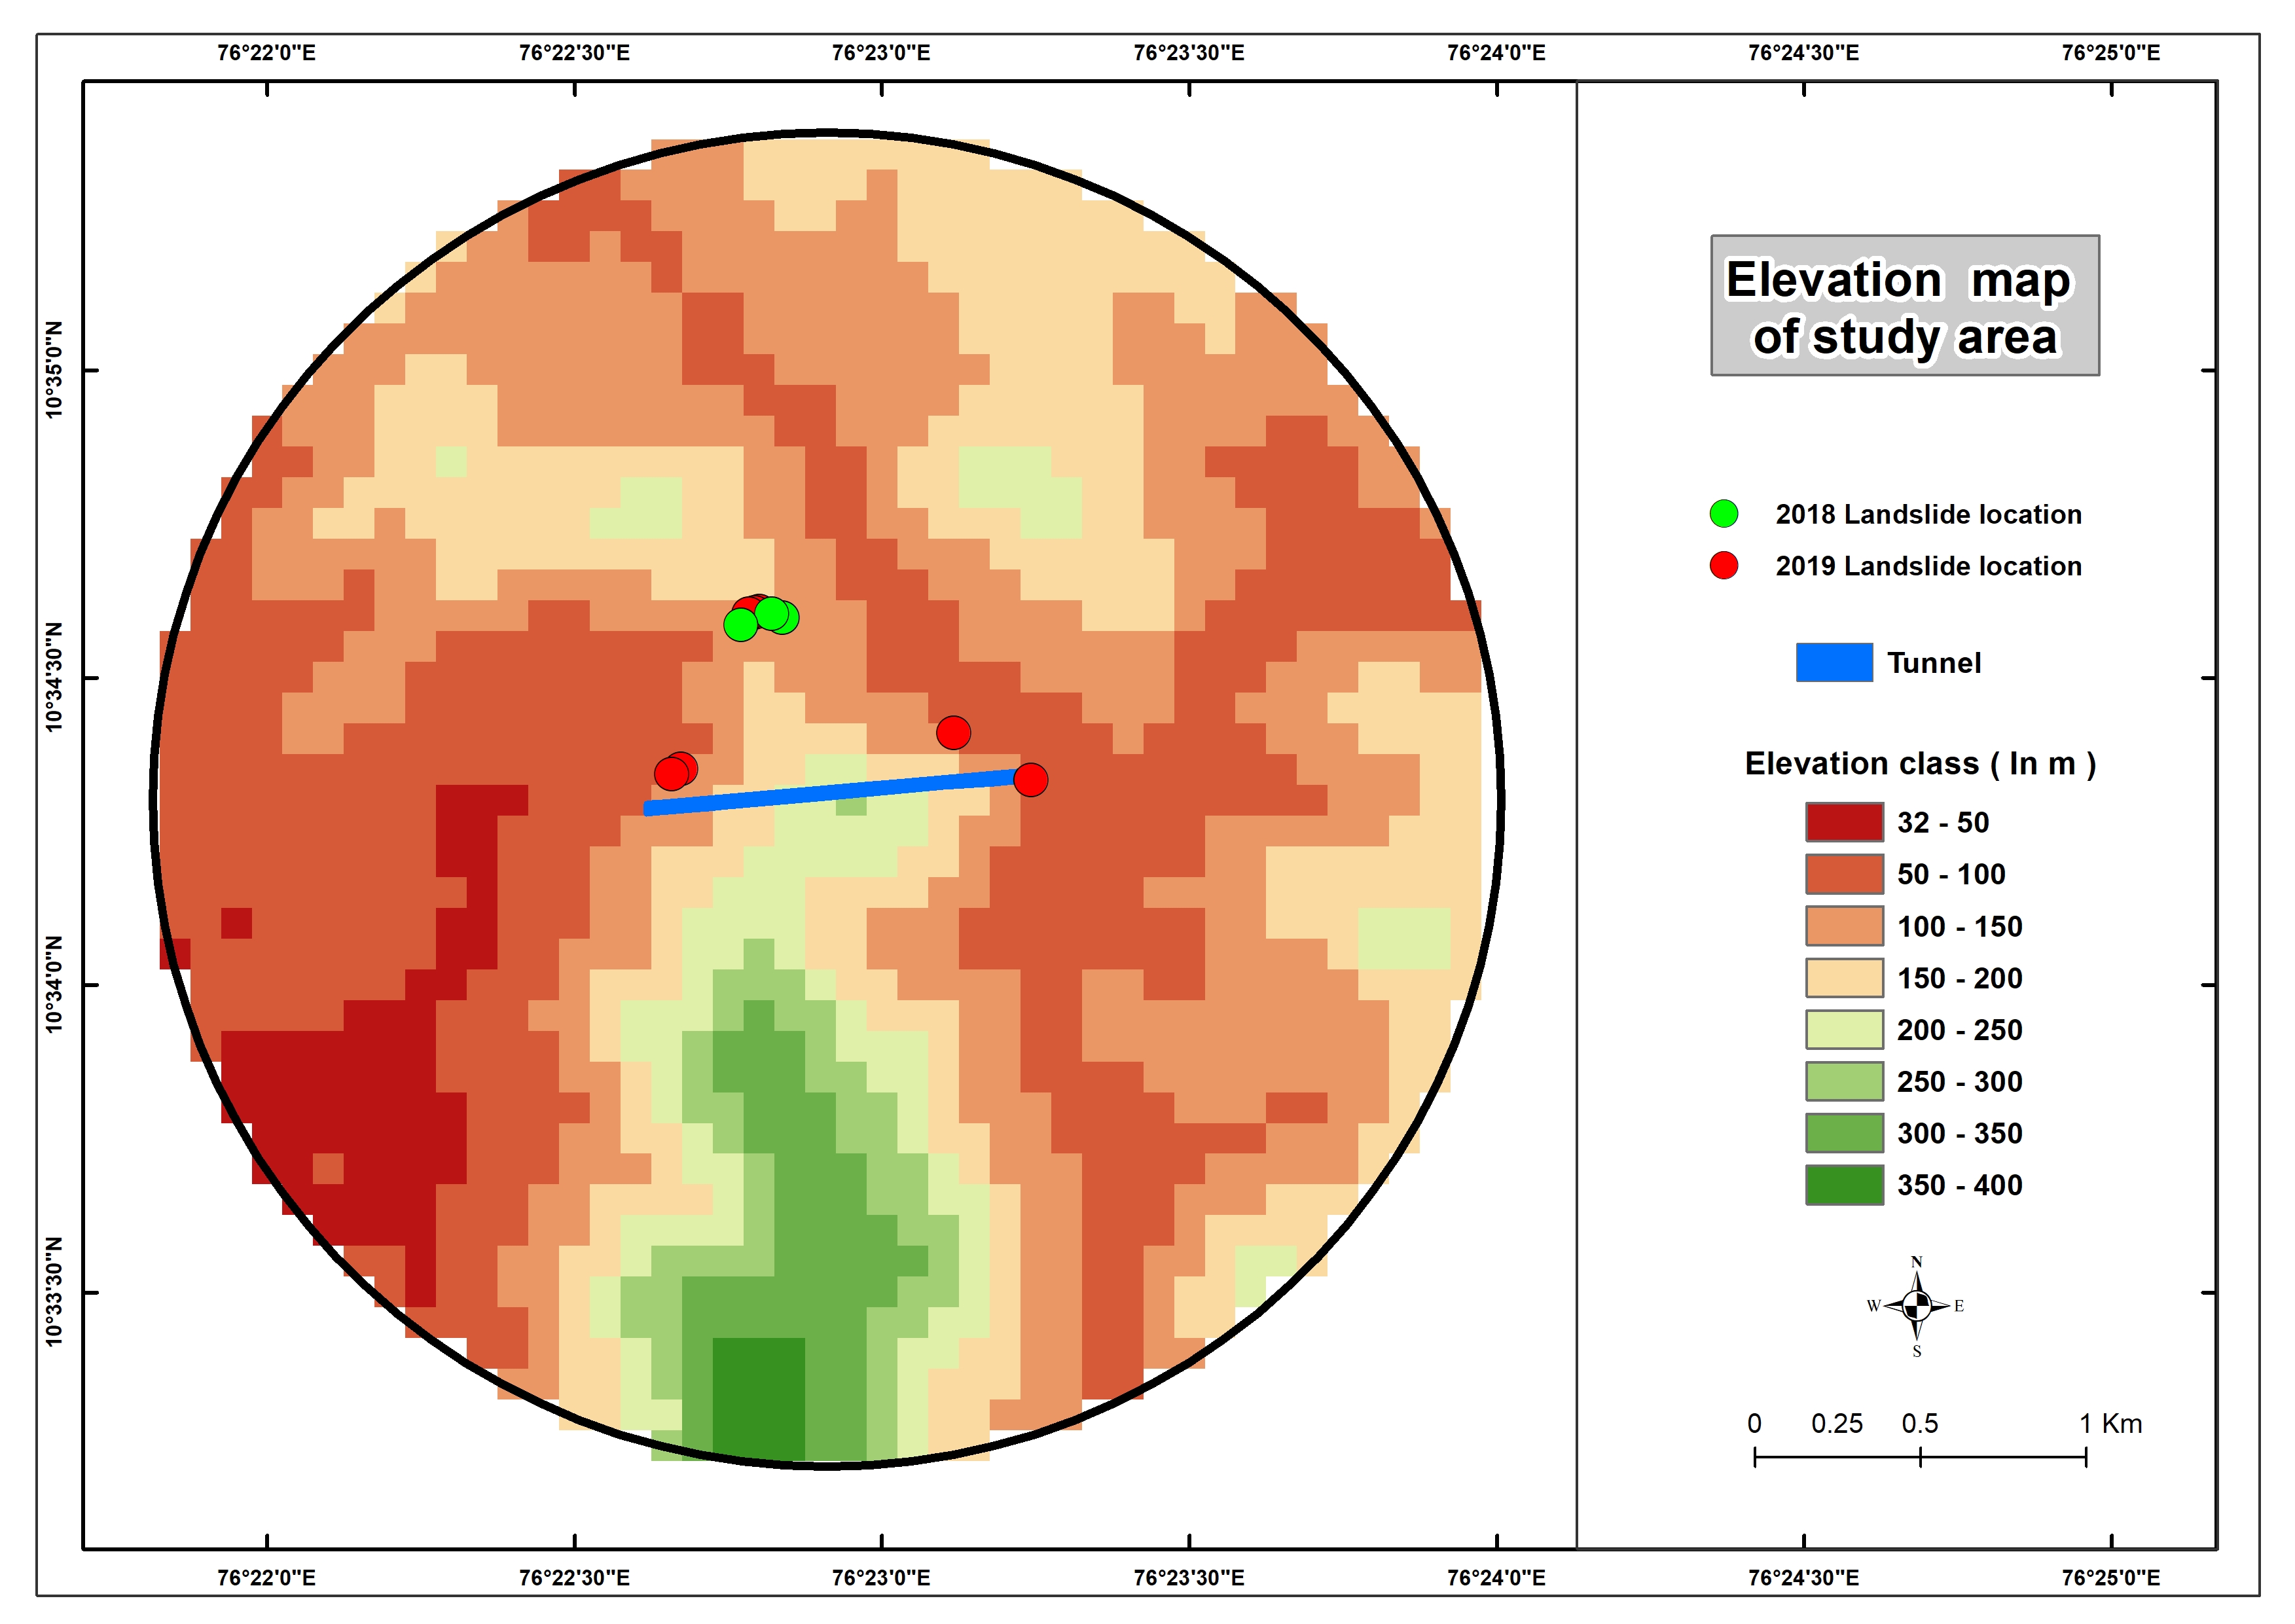 76°22'0"E 76°22'30"E 76°23'0"E 76°23'30"E 76°24'0"E 76°24'30"E 76°25'0"E
10°35'0"N
10°34'30"N
10°34'0"N
10°33'30"N
Elevation map
of study area
2018 Landslide location
2019 Landslide location
Tunnel
Elevation class ( In m )
32 - 50
50 - 100
100 - 150
150 - 200
200 - 250
250 - 300
300 - 350
350 - 400
N
W E
S
0 0.25 0.5 1 Km
76°22'0"E 76°22'30"E 76°23'0"E 76°23'30"E 76°24'0"E 76°24'30"E 76°25'0"E